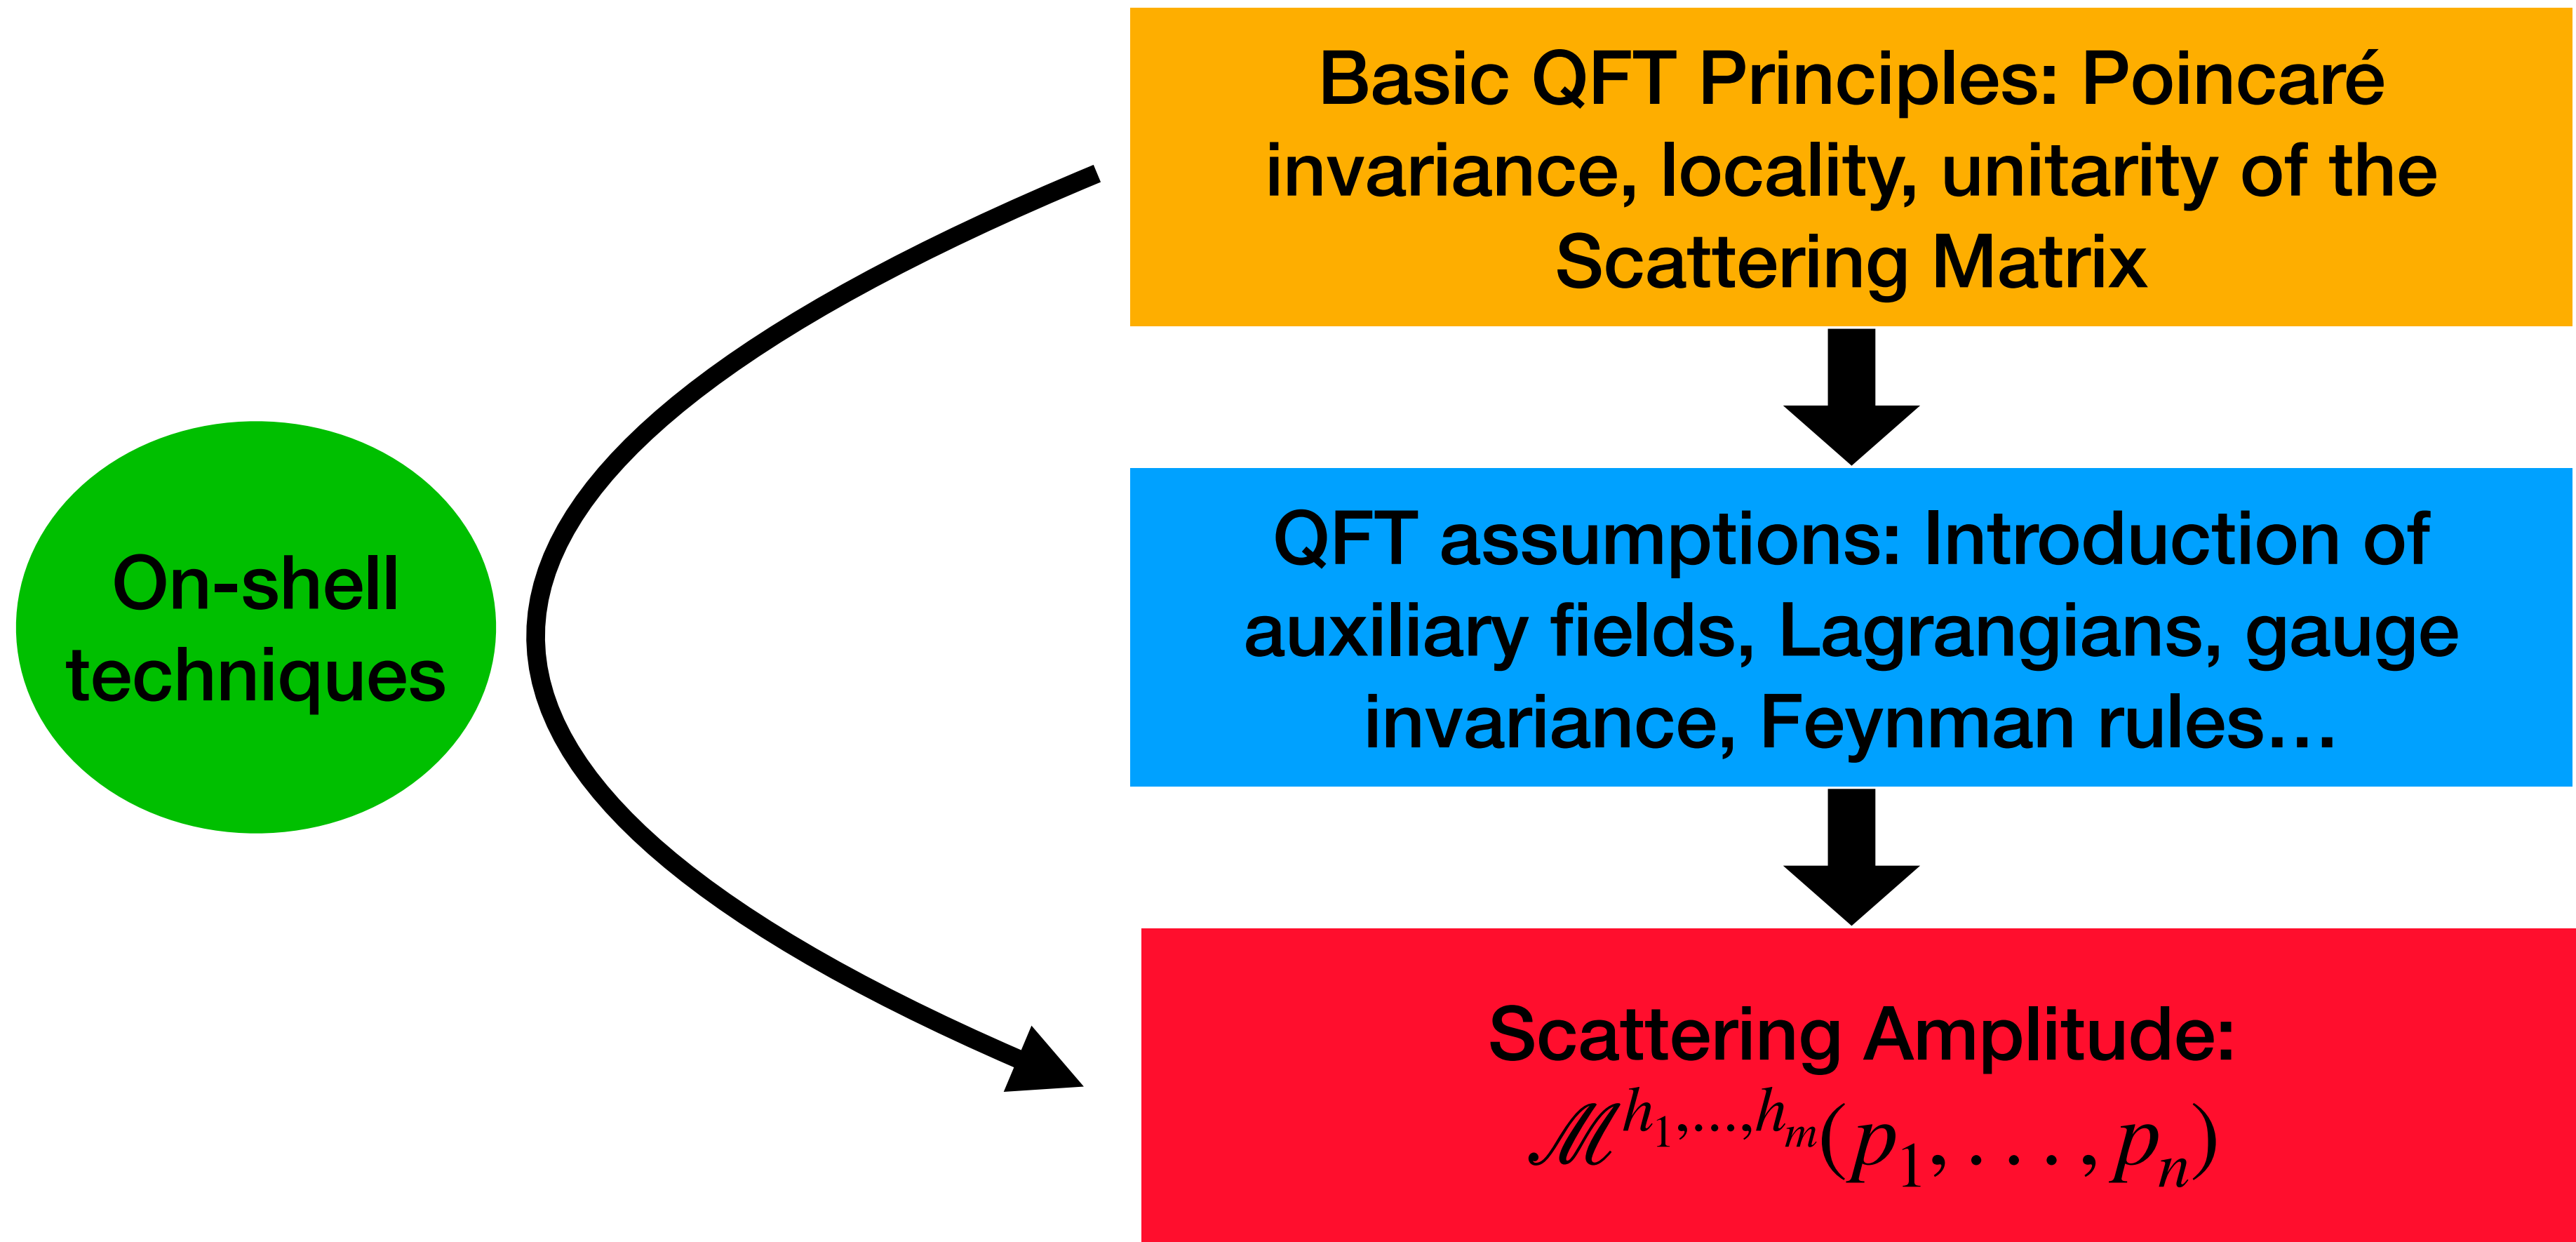 Basic QFT Principles: Poincaré
invariance, locality, unitarity of the
Scattering Matrix
On-shell
techniques
QFT assumptions: Introduction of
auxiliary fields, Lagrangians, gauge
invariance, Feynman rules…
Scattering Amplitude:
ℳ^{h_1,...,h_m}(p_1, . . . , p_n)